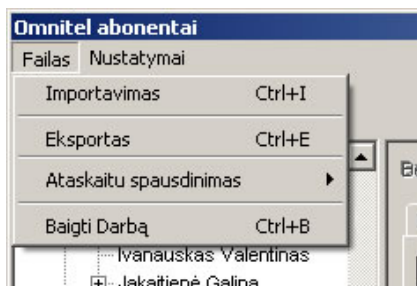 Omnitel abonentai
Failas Nustatymai
Importavimas Ctrl+I
Eksportas Ctrl+E
Ataskaitu spausdinimas
Baigti Darbą Ctrl+B
Ivanauskas Valentinas
Jakaitienė Galina